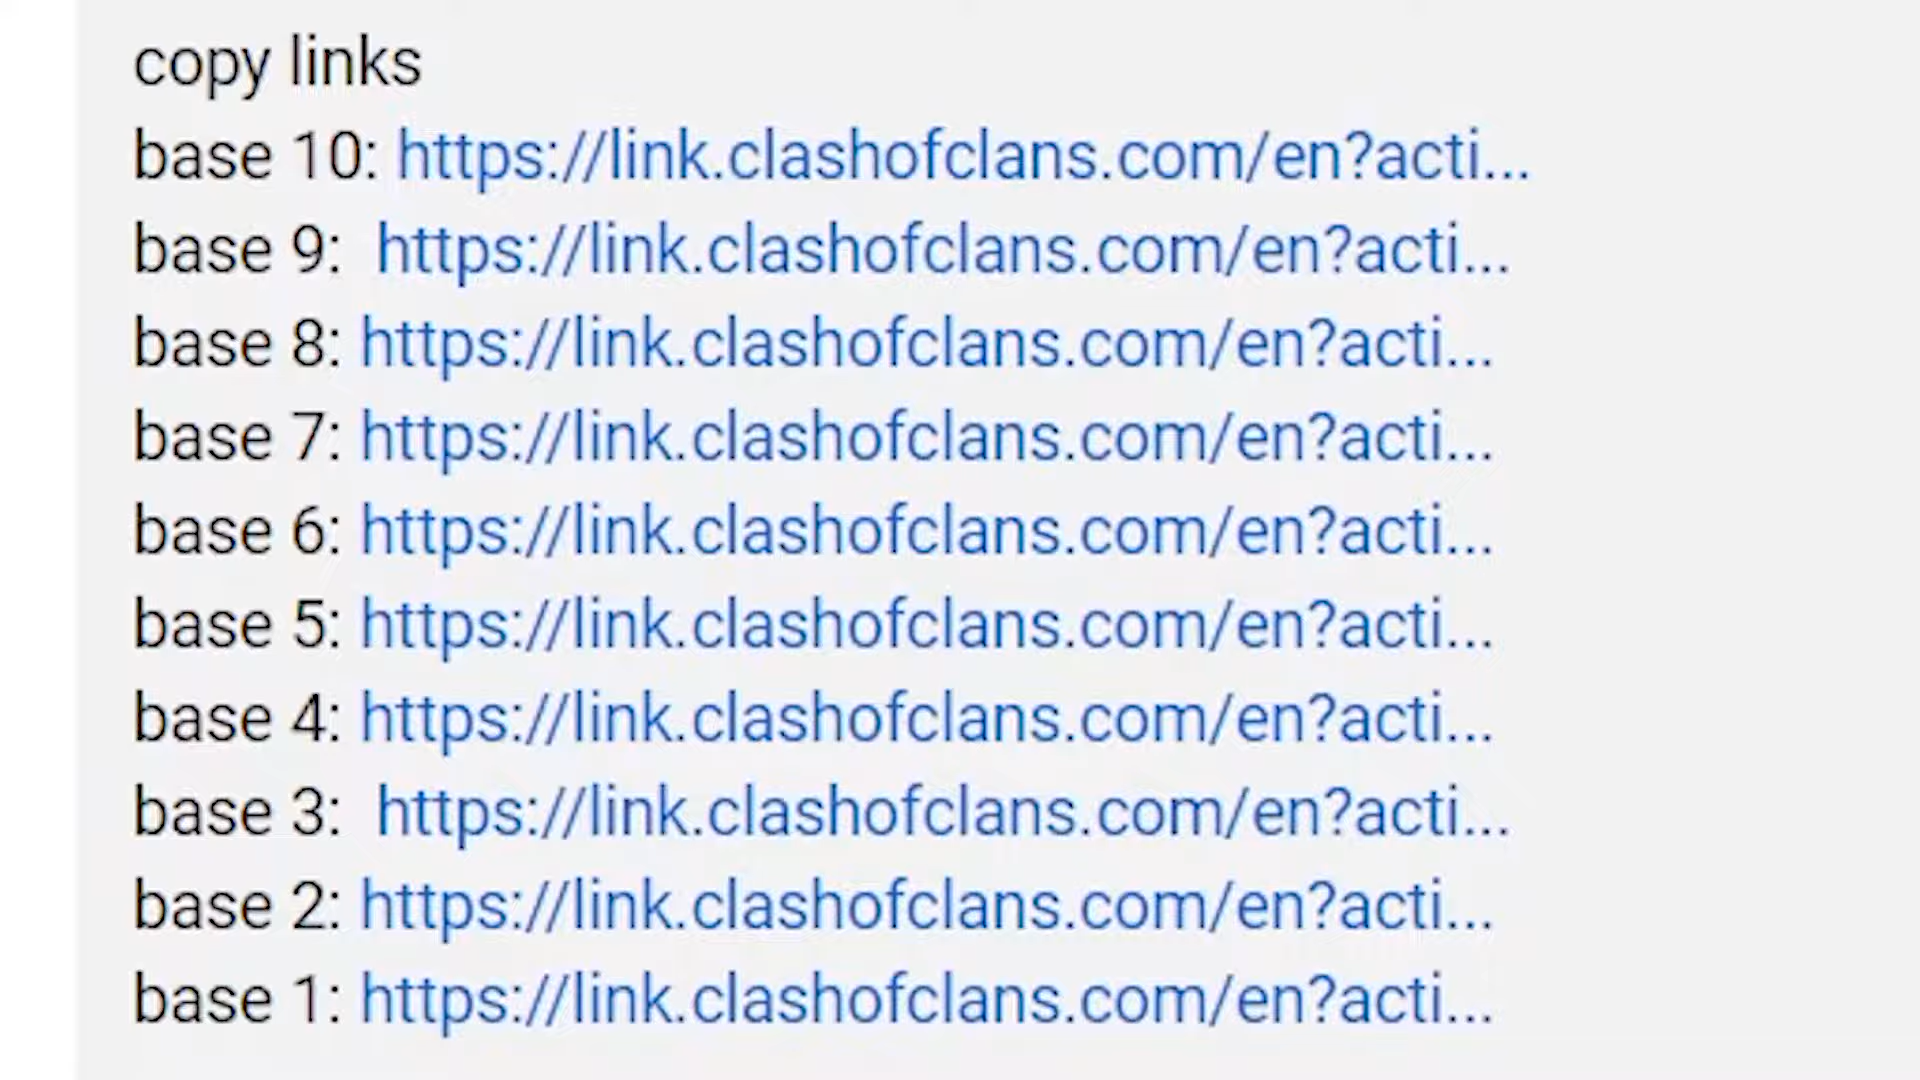 copy links
base 10: https://link.clashofclans.com/en?acti...
base 9:  https://link.clashofclans.com/en?acti...
base 8: https://link.clashofclans.com/en?acti...
base 7: https://link.clashofclans.com/en?acti...
base 6: https://link.clashofclans.com/en?acti...
base 5: https://link.clashofclans.com/en?acti...
base 4: https://link.clashofclans.com/en?acti...
base 3:  https://link.clashofclans.com/en?acti...
base 2: https://link.clashofclans.com/en?acti...
base 1: https://link.clashofclans.com/en?acti...